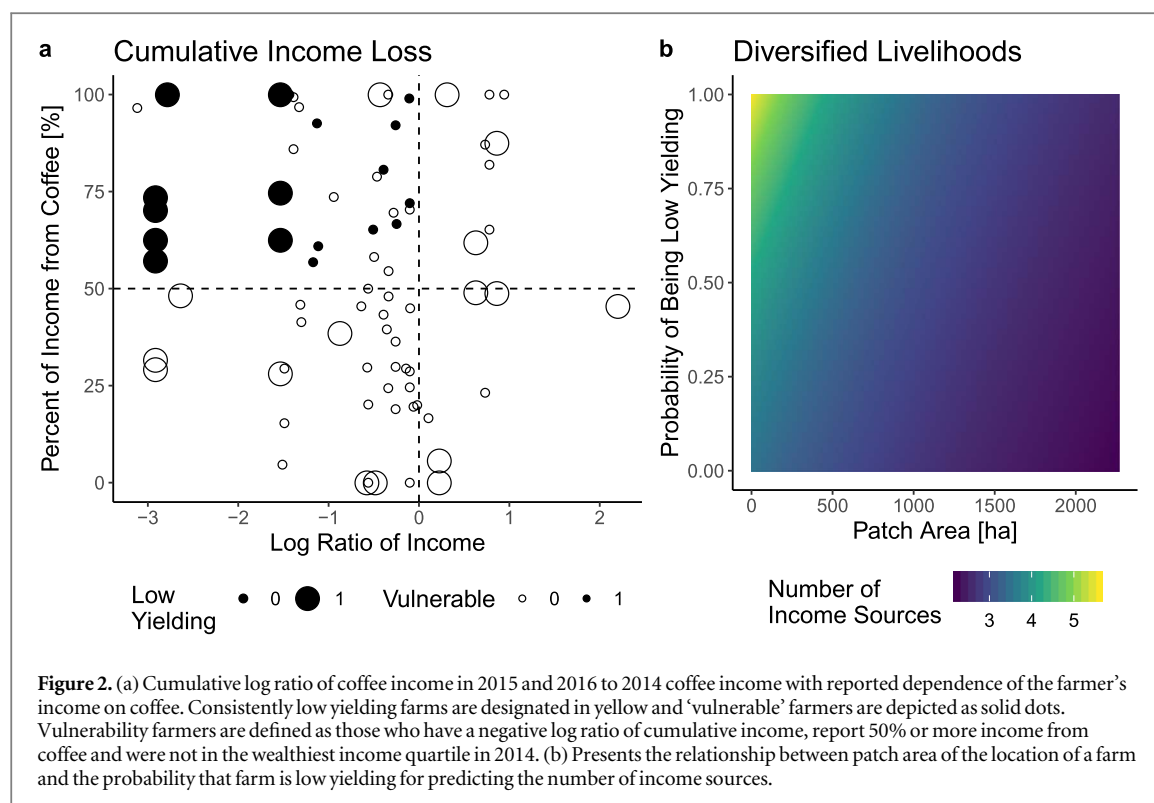 a Cumulative Income Loss
Percent of Income from Coffee [%]
100
75
50
25
0
−3 −2 −1 0 1 2
Log Ratio of Income
Low
Yielding
0 1
Vulnerable
0 1
b Diversified Livelihoods
Probability of Being Low Yielding
1.00
0.75
0.50
0.25
0.00
0 500 1000 1500 2000
Patch Area [ha]
Number of
Income Sources
3 4 5
Figure 2. (a) Cumulative log ratio of coffee income in 2015 and 2016 to 2014 coffee income with reported dependence of the farmer's
income on coffee. Consistently low yielding farms are designated in yellow and 'vulnerable' farmers are depicted as solid dots.
Vulnerability farmers are defined as those who have a negative log ratio of cumulative income, report 50% or more income from
coffee and were not in the wealthiest income quartile in 2014. (b) Presents the relationship between patch area of the location of a farm
and the probability that farm is low yielding for predicting the number of income sources.